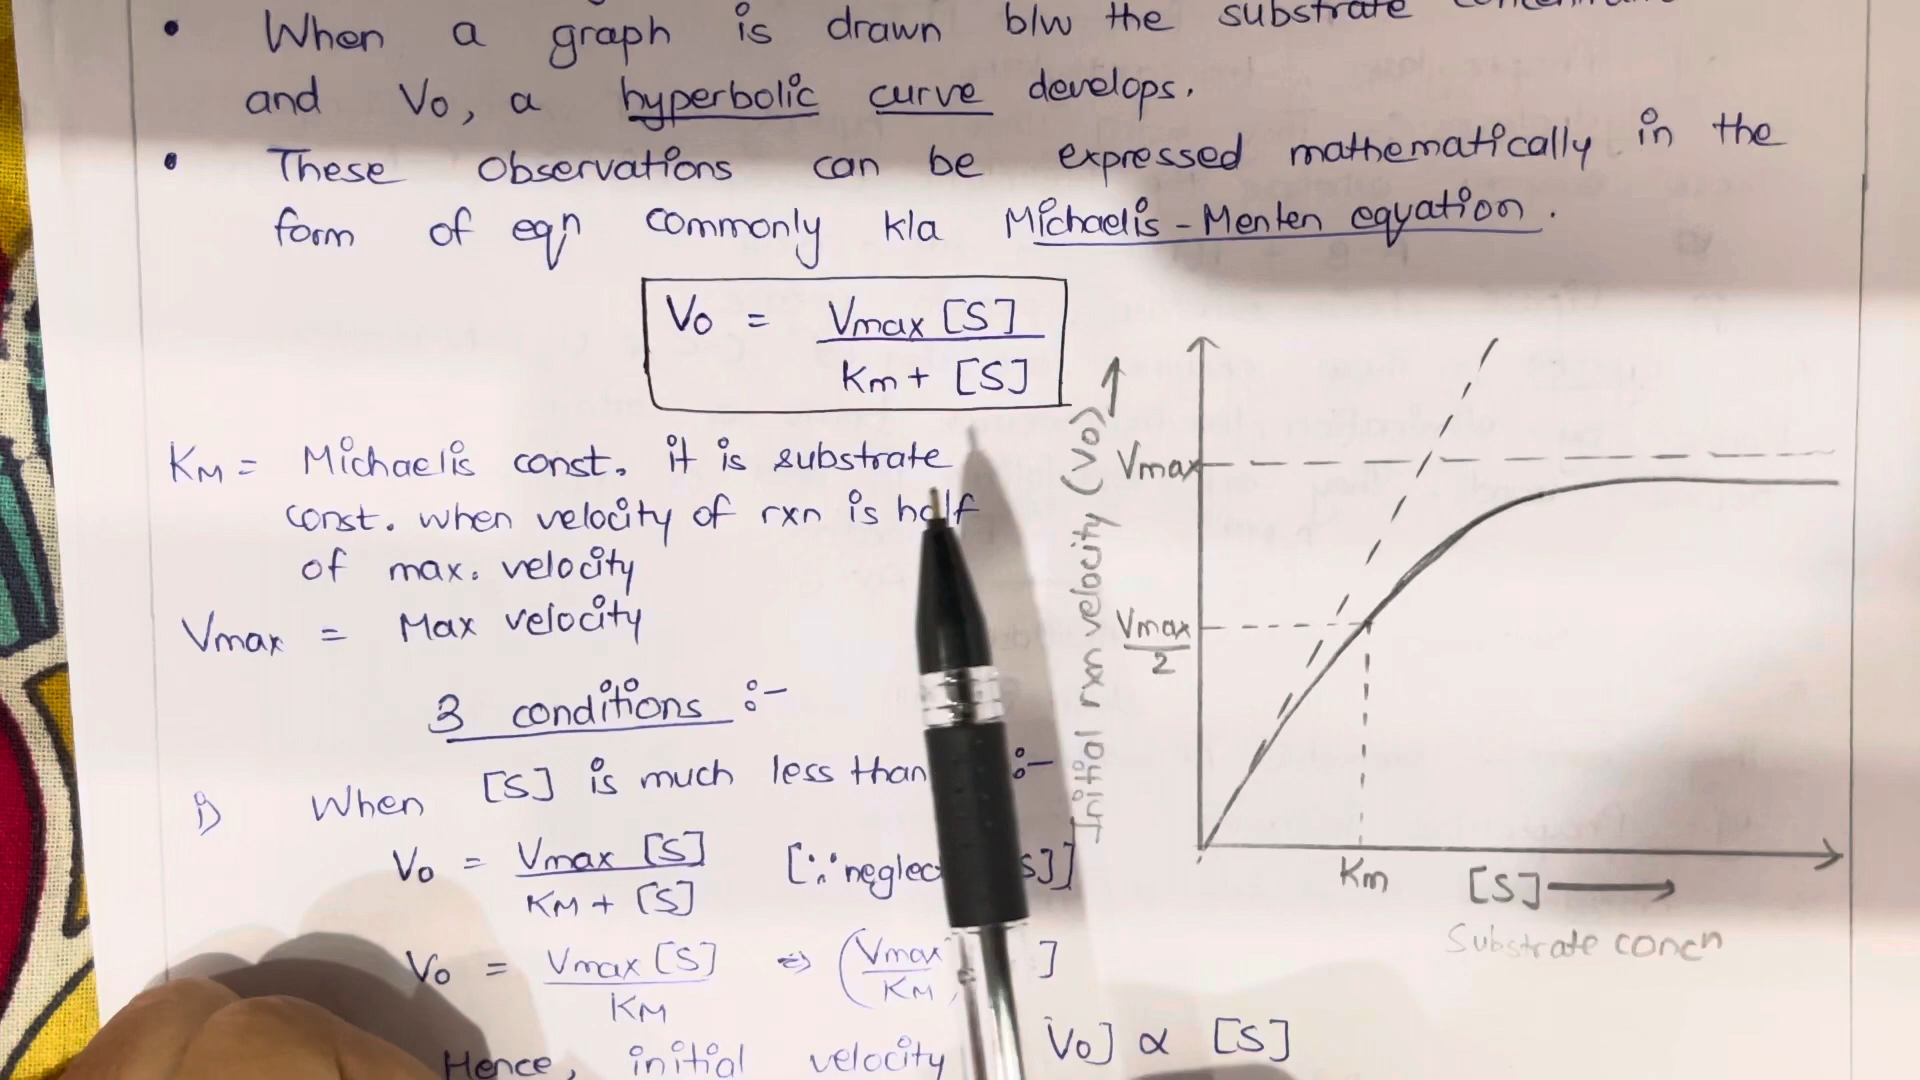 • When a graph is drawn b/w the substrate
and Vo, a hyperbolic curve develops.
• These observations can be expressed mathematically in the
form of eqn commonly k/a Michaelis-Menten equation.
Vo = Vmax [S]
Km + [S]
KM = Michaelis const. it is substrate
const. when velocity of rxn is half
of max. velocity
Vmax = Max velocity
3 conditions :-
i) When [S] is much less than :-
Vo = Vmax [S] [∵ neglec S]]
KM + [S]
Vo = Vmax [S] ⇒ (Vmax ]
KM KM
Hence, initial velocity Vo] ∝ [S]
Initial rxn velocity (Vo) →
Vmax
Vmax
2
Km [S] →
Substrate concn